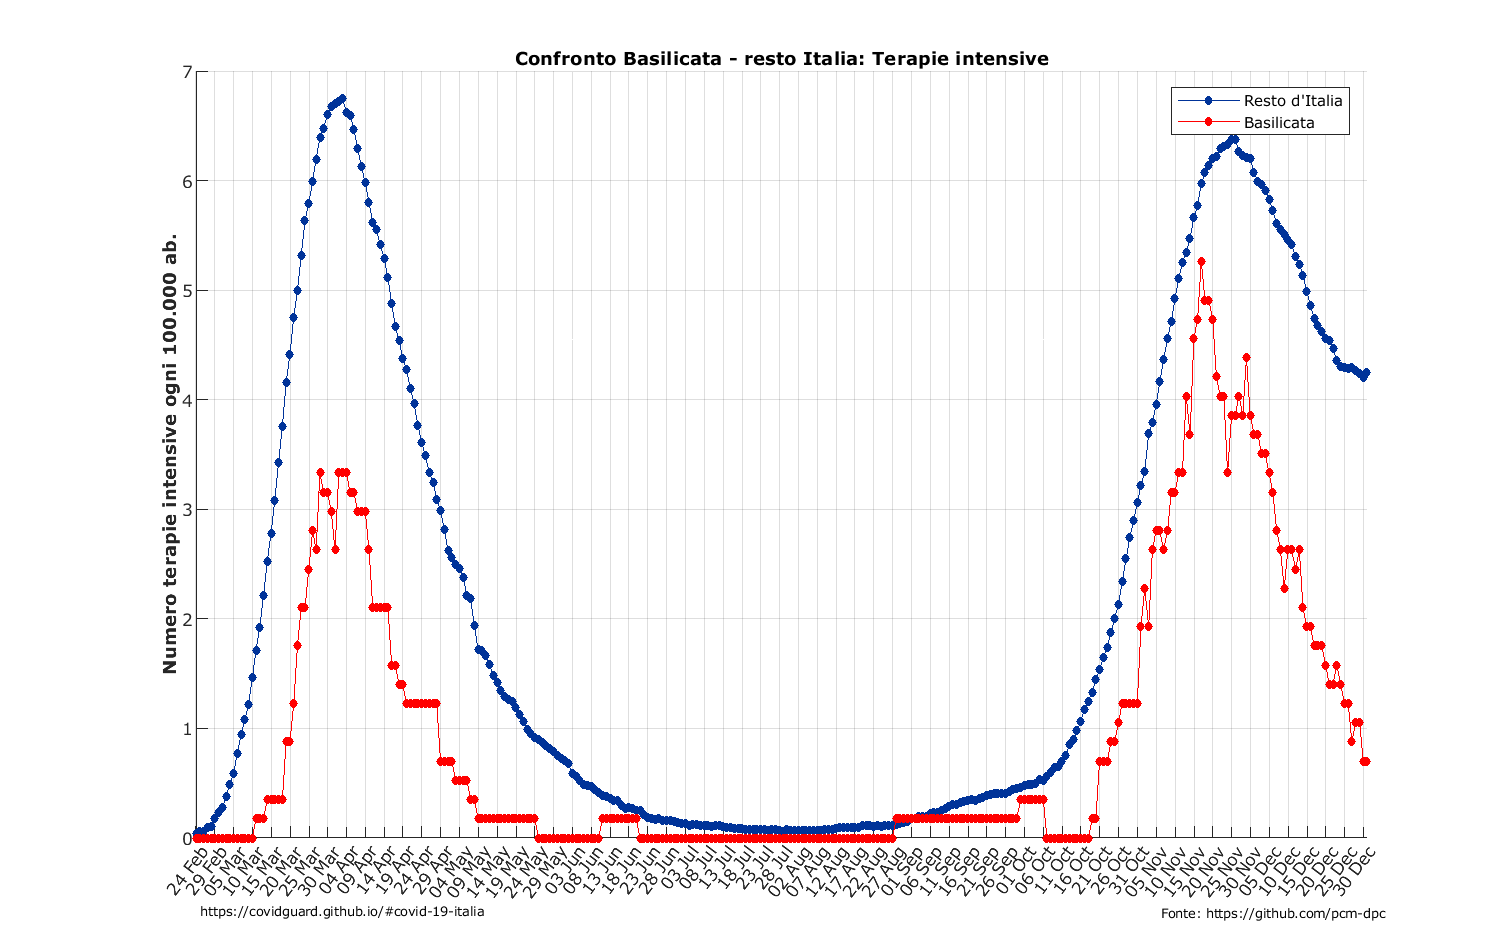 Confronto Basilicata - resto Italia: Terapie intensive
Resto d'Italia
Basilicata
Numero terapie intensive ogni 100.000 ab.
7
6
5
4
3
2
1
0
24 Feb
29 Feb
05 Mar
10 Mar
15 Mar
20 Mar
25 Mar
30 Mar
04 Apr
09 Apr
14 Apr
19 Apr
24 Apr
29 Apr
04 May
09 May
14 May
19 May
24 May
29 May
03 Jun
08 Jun
13 Jun
18 Jun
23 Jun
28 Jun
03 Jul
08 Jul
13 Jul
18 Jul
23 Jul
28 Jul
02 Aug
07 Aug
12 Aug
17 Aug
22 Aug
27 Aug
01 Sep
06 Sep
11 Sep
16 Sep
21 Sep
26 Sep
01 Oct
06 Oct
11 Oct
16 Oct
21 Oct
26 Oct
31 Oct
05 Nov
10 Nov
15 Nov
20 Nov
25 Nov
30 Nov
05 Dec
10 Dec
15 Dec
20 Dec
25 Dec
30 Dec
https://covidguard.github.io/#covid-19-italia
Fonte: https://github.com/pcm-dpc